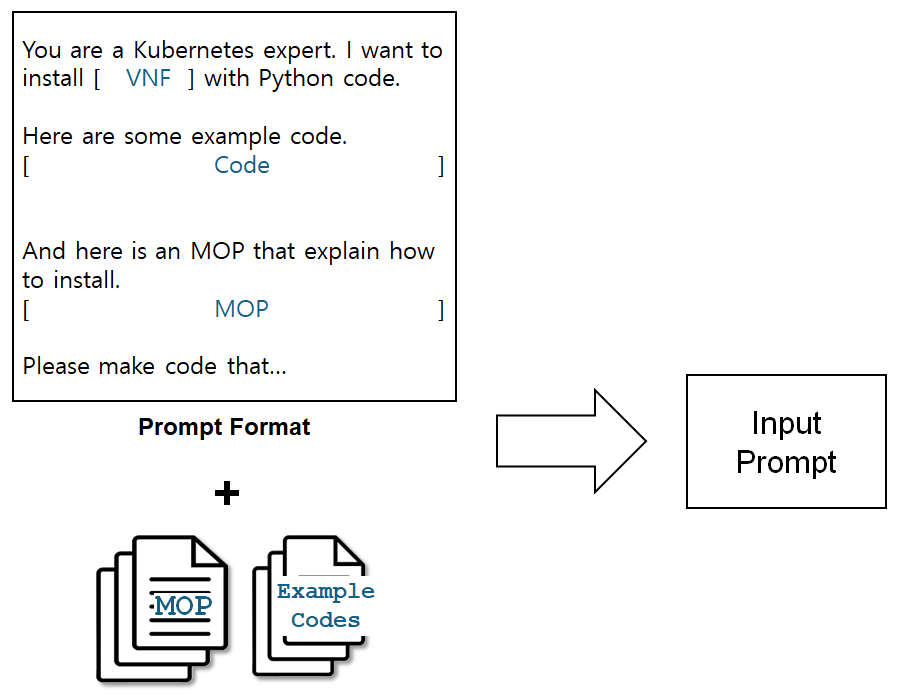 You are a Kubernetes expert. I want to
install [ VNF ] with Python code.
Here are some example code.
[ Code ]
And here is an MOP that explain how
to install.
[ MOP ]
Please make code that...
Prompt Format
+
MOP
Example
Codes
Input
Prompt